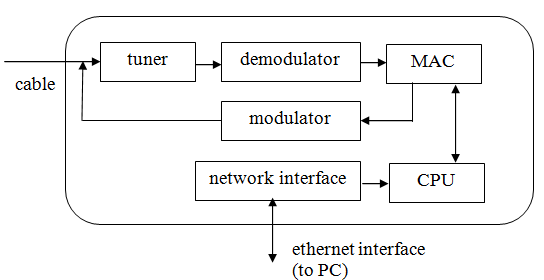 tuner
demodulator
MAC
cable
modulator
network interface
CPU
ethernet interface
(to PC)